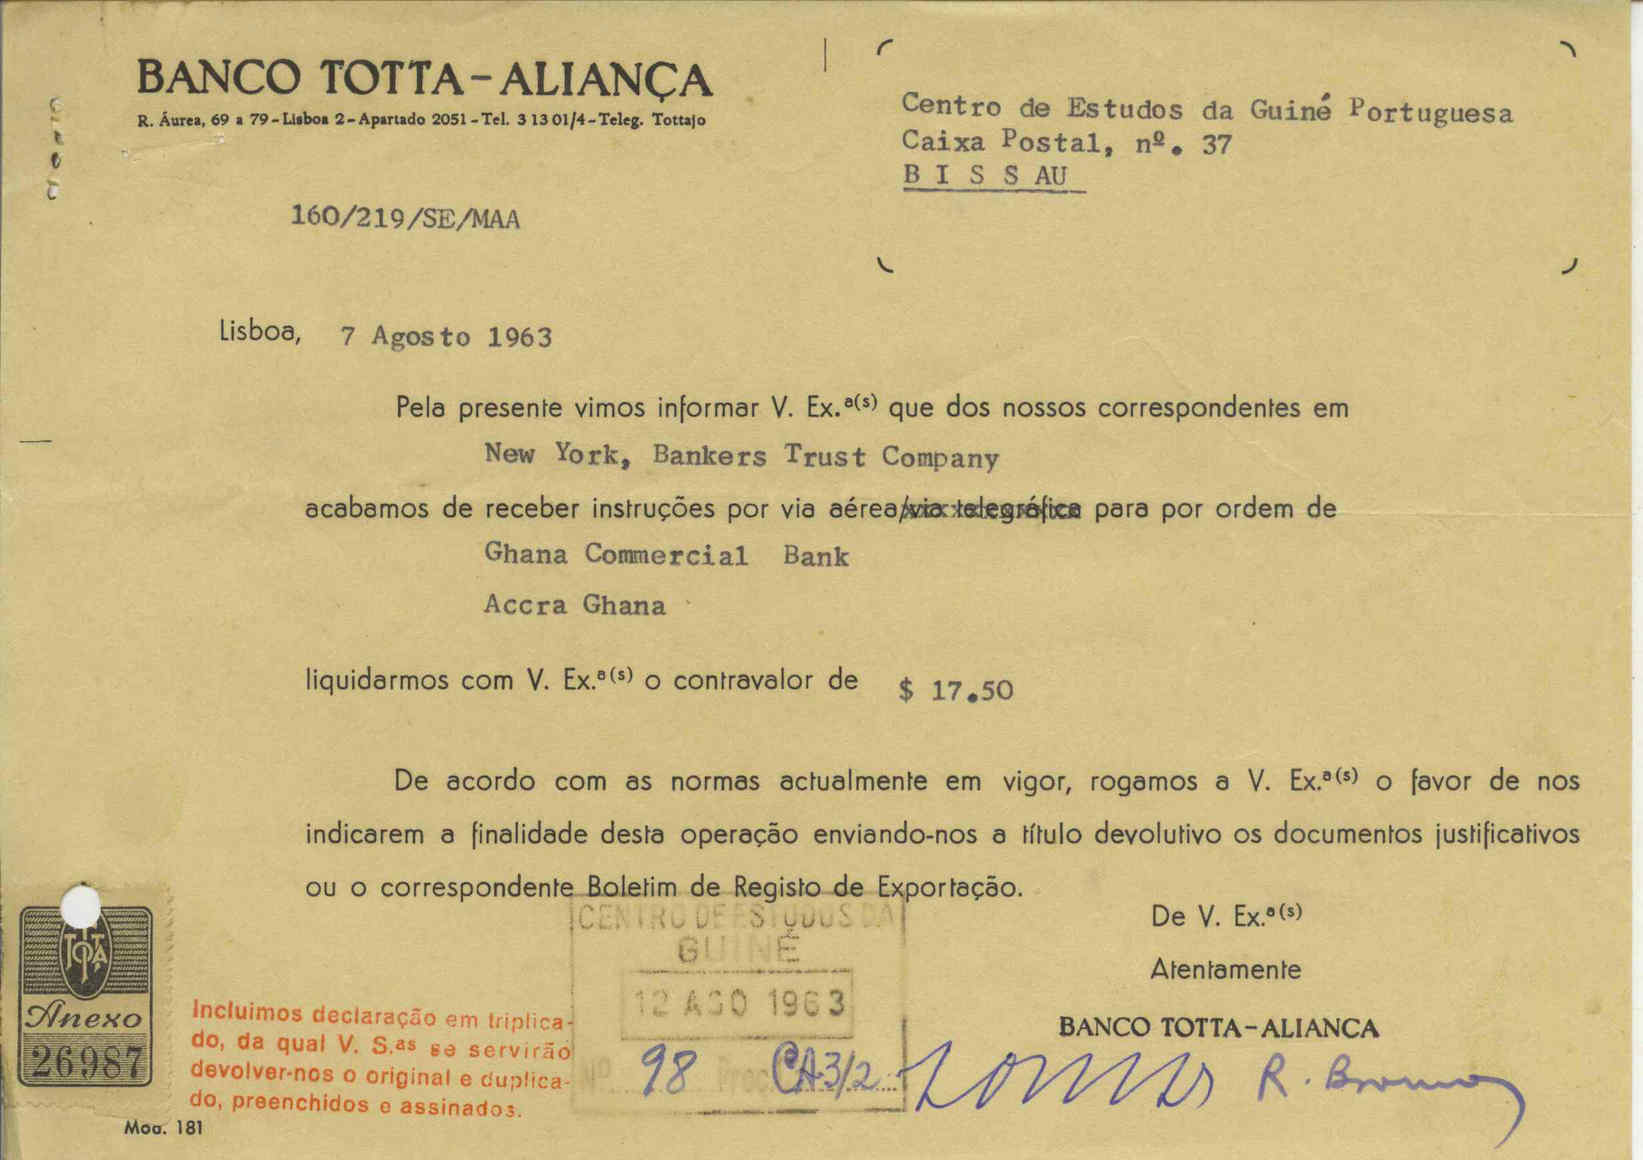 BANCO TOTTA-ALIANÇA
R. Áurea, 69 a 79-Lisboa 2-Apartado 2051-Tel. 3 13 01/4-Teleg. Tottajo
Centro de Estudos da Guiné Portuguesa
Caixa Postal, nº. 37
B I S S AU
160/219/SE/MAA
Lisboa, 7 Agosto 1963
Pela presente vimos informar V. Ex.ª(s) que dos nossos correspondentes em
New York, Bankers Trust Company
acabamos de receber instruções por via aérea/via telegráfica para por ordem de
Ghana Commercial Bank
Accra Ghana
liquidarmos com V. Ex.ª(s) o contravalor de $ 17.50
De acordo com as normas actualmente em vigor, rogamos a V. Ex.ª(s) o favor de nos
indicarem a finalidade desta operação enviando-nos a título devolutivo os documentos justificativos
ou o correspondente Boletim de Registo de Exportação.
De V. Ex.ª(s)
Atentamente
BANCO TOTTA-ALIANCA
CENTRO DE ESTUDOS DA
GUINÉ
12 AGO 1963
Nº 98 Proc. CA3/2
TOTTA
Anexo
26987
Incluimos declaração em triplica-
do, da qual V. S.as se servirão
devolver-nos o original e duplica-
do, preenchidos e assinados.
Mod. 181